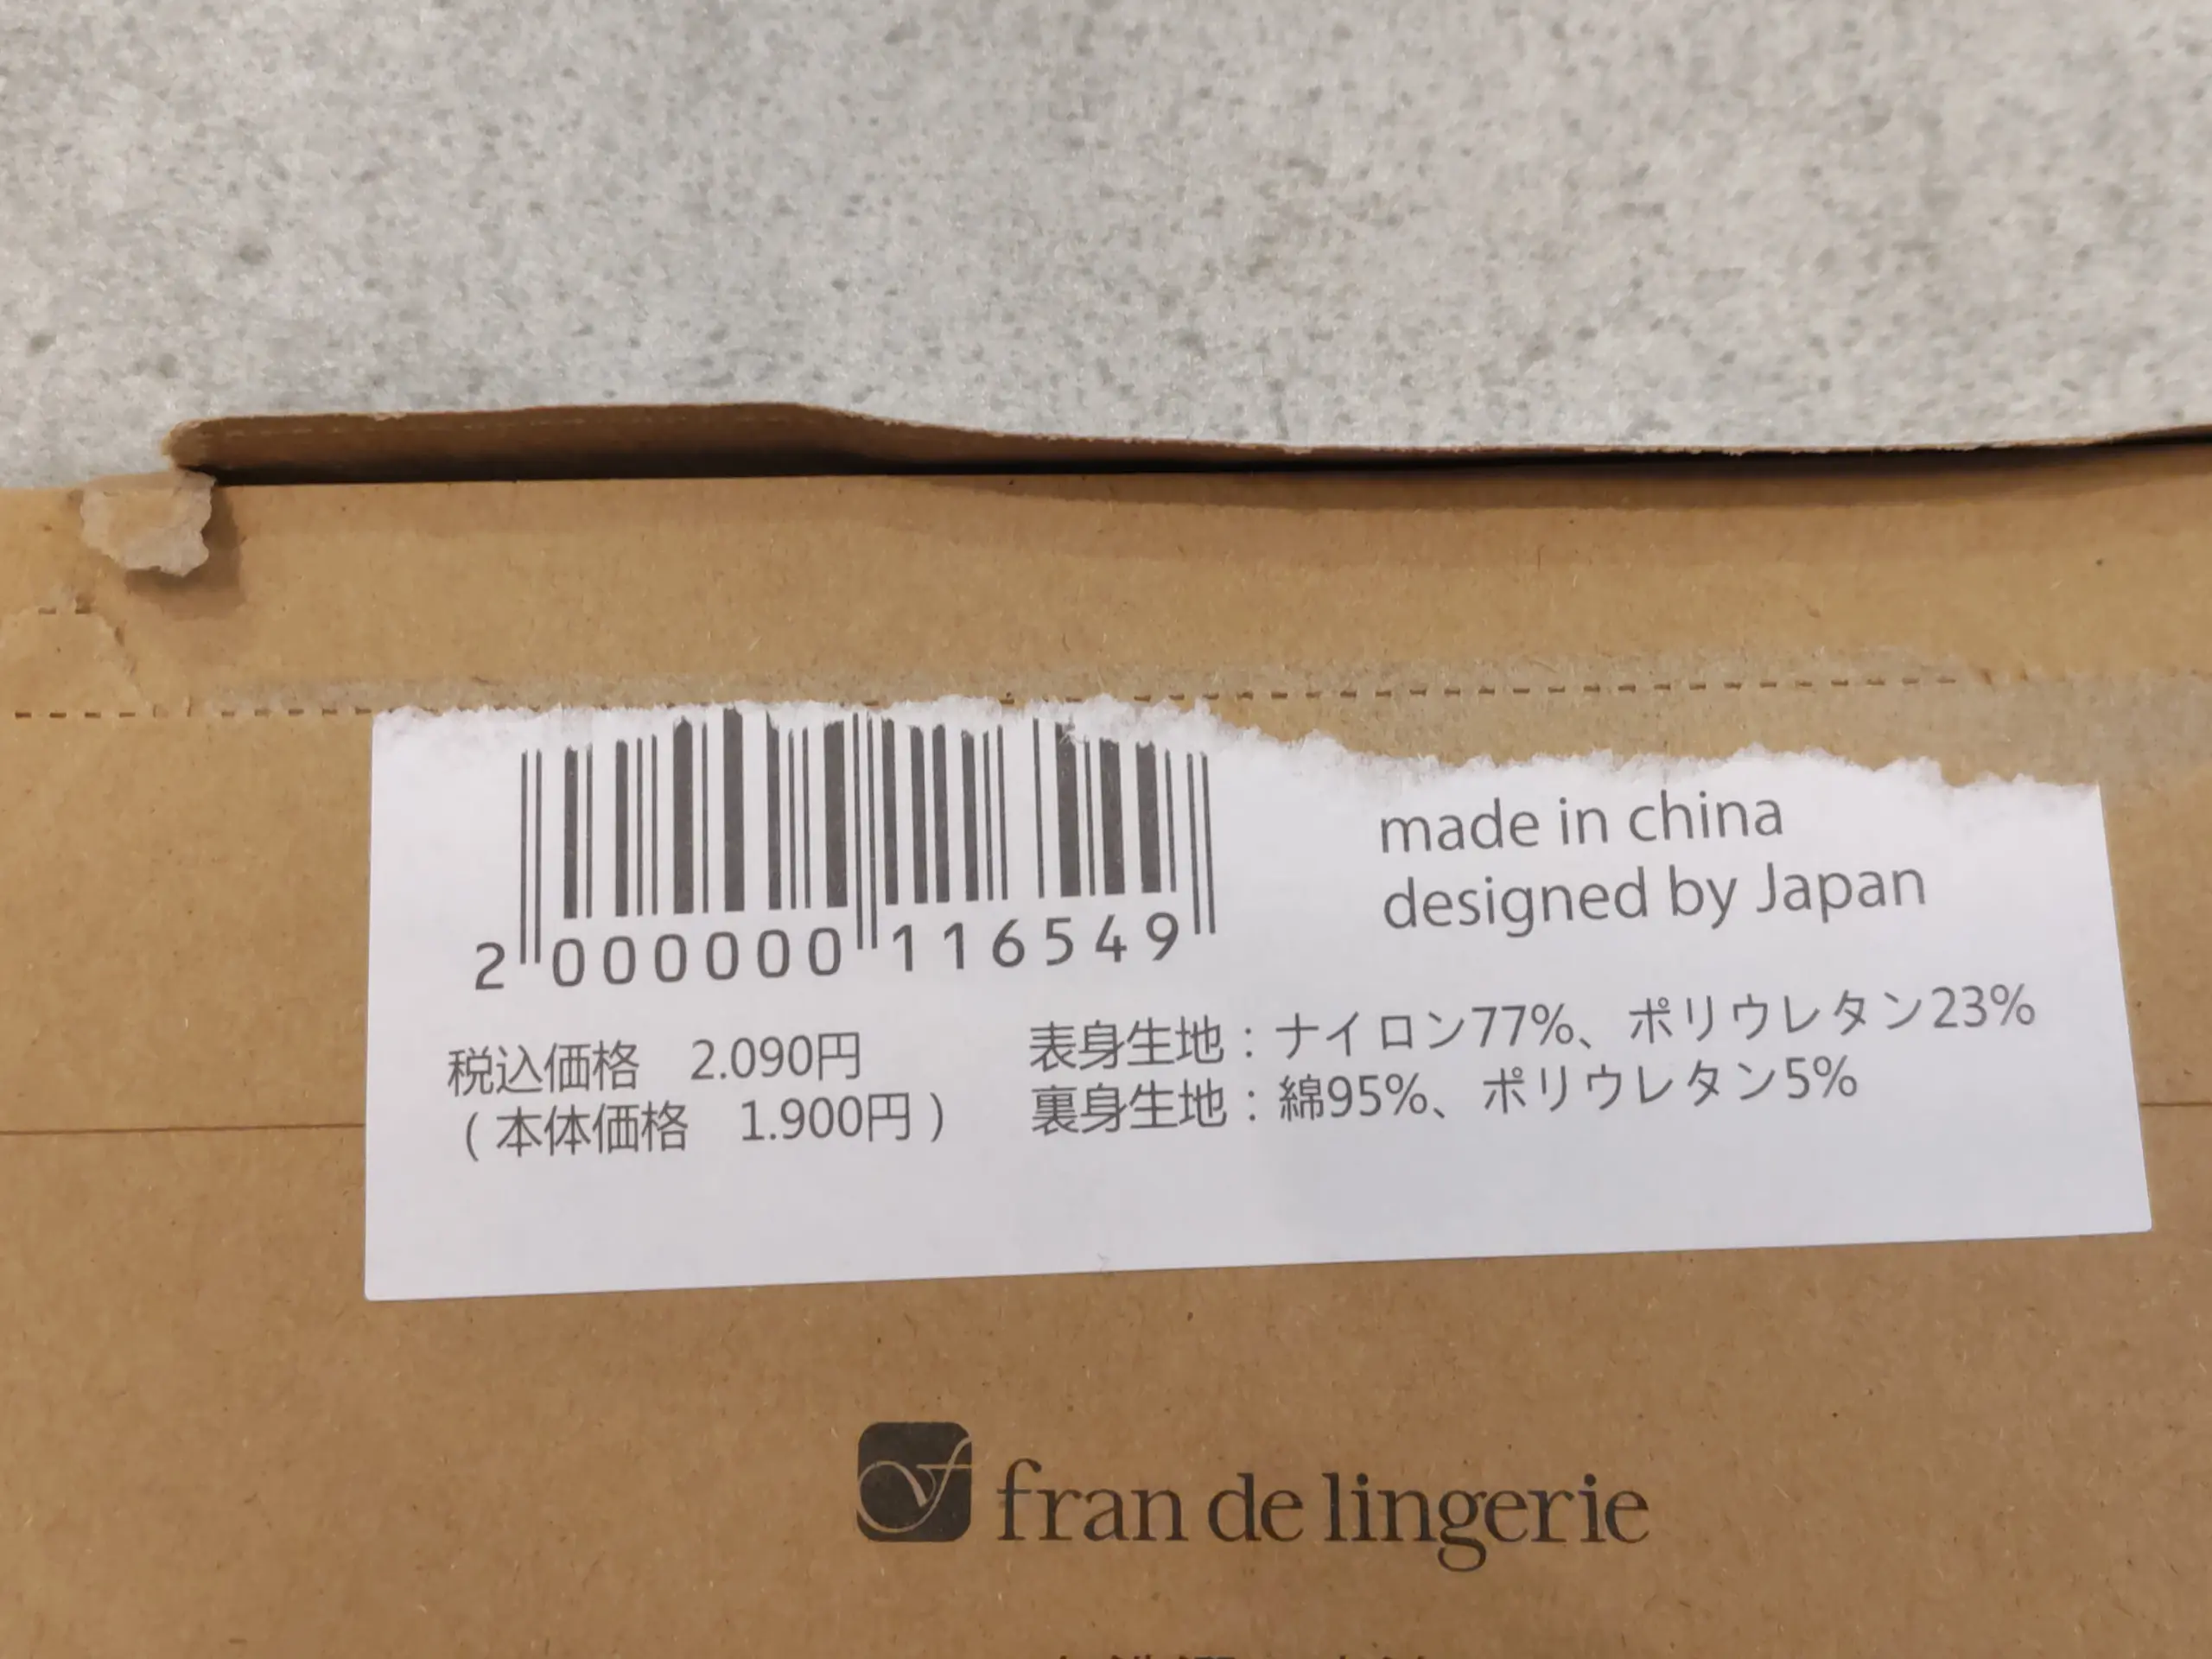 made in china
designed by Japan
2 000000 116549
税込価格　2.090円
(本体価格　1.900円)
表身生地：ナイロン77%、ポリウレタン23%
裏身生地：綿95%、ポリウレタン5%
fran de lingerie